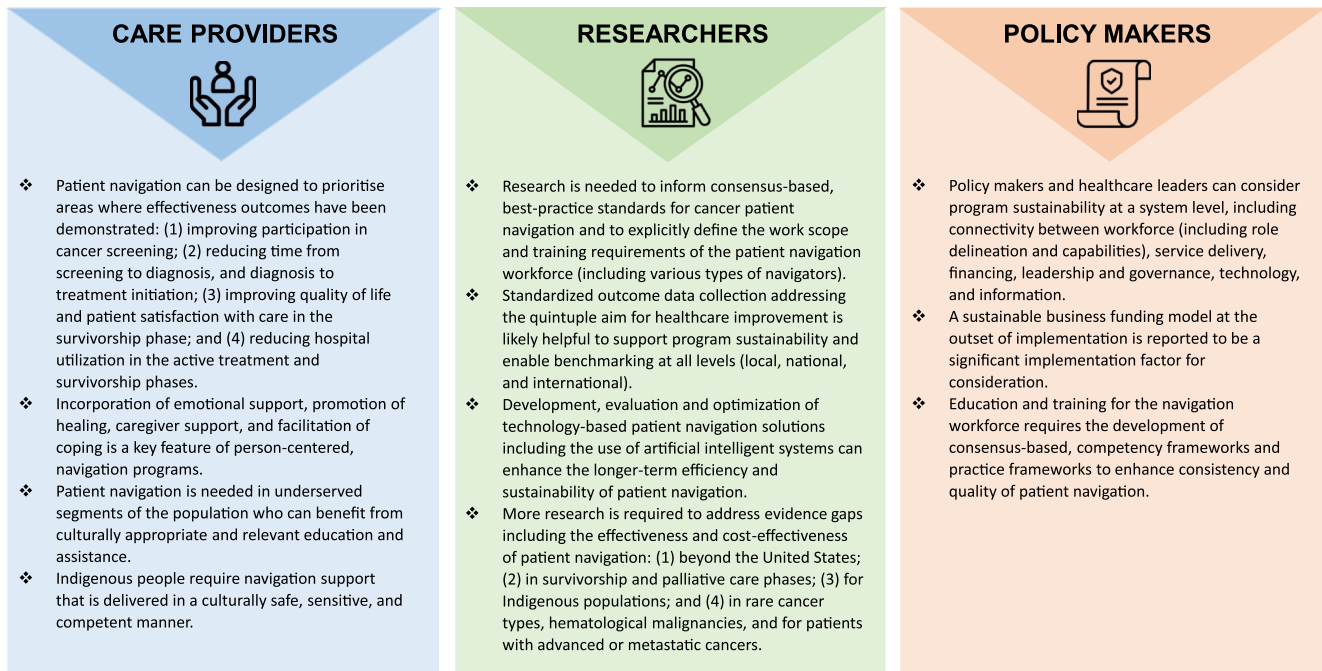 CARE PROVIDERS
❖ Patient navigation can be designed to prioritise
areas where effectiveness outcomes have been
demonstrated: (1) improving participation in
cancer screening; (2) reducing time from
screening to diagnosis, and diagnosis to
treatment initiation; (3) improving quality of life
and patient satisfaction with care in the
survivorship phase; and (4) reducing hospital
utilization in the active treatment and
survivorship phases.
❖ Incorporation of emotional support, promotion of
healing, caregiver support, and facilitation of
coping is a key feature of person-centered,
navigation programs.
❖ Patient navigation is needed in underserved
segments of the population who can benefit from
culturally appropriate and relevant education and
assistance.
❖ Indigenous people require navigation support
that is delivered in a culturally safe, sensitive, and
competent manner.
RESEARCHERS
❖ Research is needed to inform consensus-based,
best-practice standards for cancer patient
navigation and to explicitly define the work scope
and training requirements of the patient navigation
workforce (including various types of navigators).
❖ Standardized outcome data collection addressing
the quintuple aim for healthcare improvement is
likely helpful to support program sustainability and
enable benchmarking at all levels (local, national,
and international).
❖ Development, evaluation and optimization of
technology-based patient navigation solutions
including the use of artificial intelligent systems can
enhance the longer-term efficiency and
sustainability of patient navigation.
❖ More research is required to address evidence gaps
including the effectiveness and cost-effectiveness
of patient navigation: (1) beyond the United States;
(2) in survivorship and palliative care phases; (3) for
Indigenous populations; and (4) in rare cancer
types, hematological malignancies, and for patients
with advanced or metastatic cancers.
POLICY MAKERS
❖ Policy makers and healthcare leaders can consider
program sustainability at a system level, including
connectivity between workforce (including role
delineation and capabilities), service delivery,
financing, leadership and governance, technology,
and information.
❖ A sustainable business funding model at the
outset of implementation is reported to be a
significant implementation factor for
consideration.
❖ Education and training for the navigation
workforce requires the development of
consensus-based, competency frameworks and
practice frameworks to enhance consistency and
quality of patient navigation.